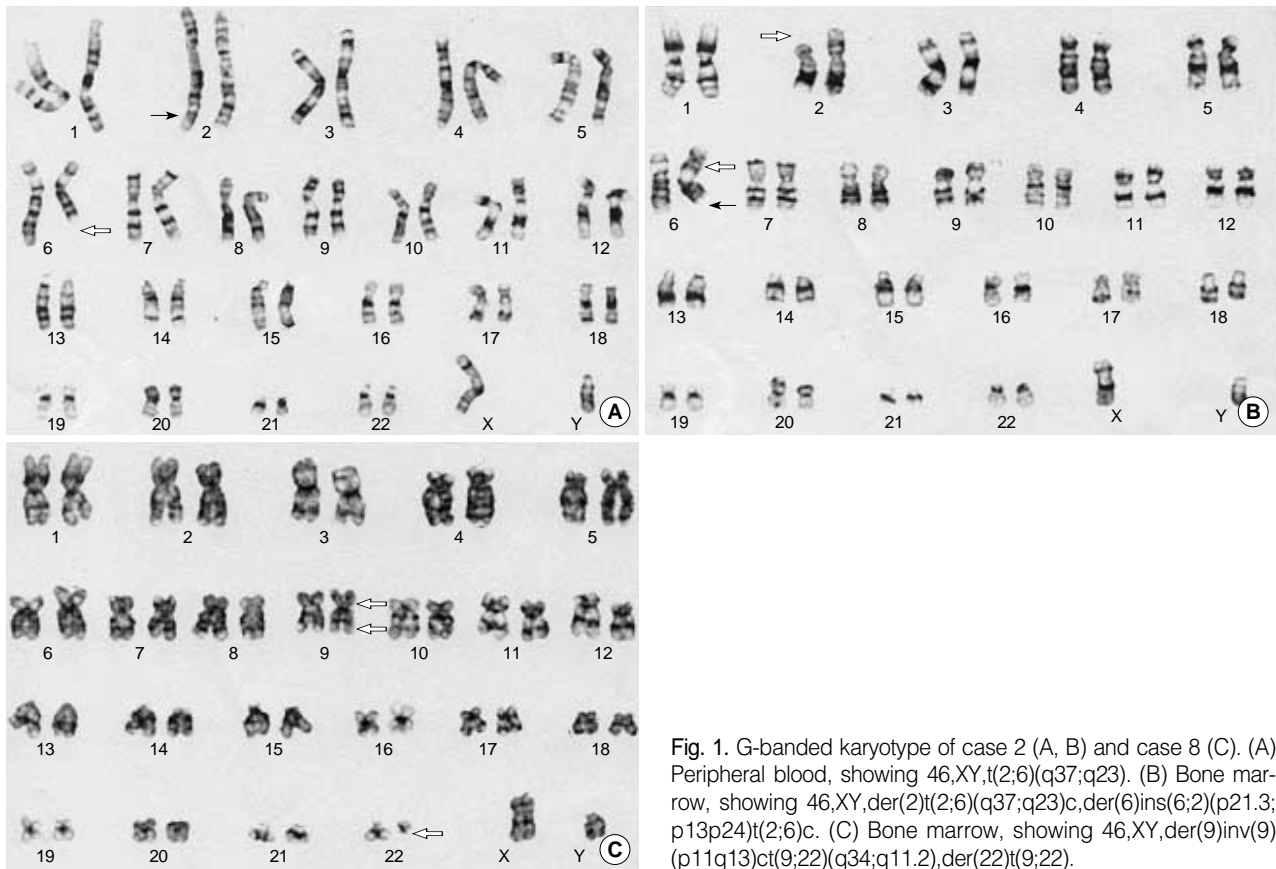 1 2 3 4 5
6 7 8 9 10 11 12
13 14 15 16 17 18
19 20 21 22 X Y A
1 2 3 4 5
6 7 8 9 10 11 12
13 14 15 16 17 18
19 20 21 22 X Y B
1 2 3 4 5
6 7 8 9 10 11 12
13 14 15 16 17 18
19 20 21 22 X Y C
Fig. 1. G-banded karyotype of case 2 (A, B) and case 8 (C). (A)
Peripheral blood, showing 46,XY,t(2;6)(q37;q23). (B) Bone mar-
row, showing 46,XY,der(2)t(2;6)(q37;q23)c,der(6)ins(6;2)(p21.3;
p13p24)t(2;6)c. (C) Bone marrow, showing 46,XY,der(9)inv(9)
(p11q13)ct(9;22)(q34;q11.2),der(22)t(9;22).